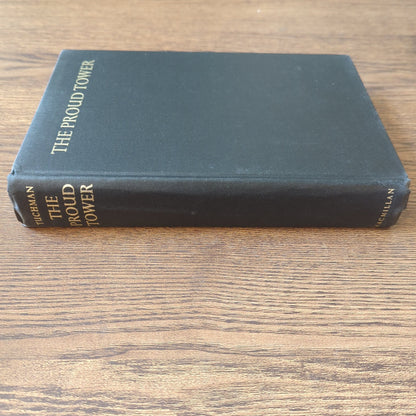 THE PROUD TOWER
TUCHMAN
THE
PROUD
TOWER
MACMILLAN